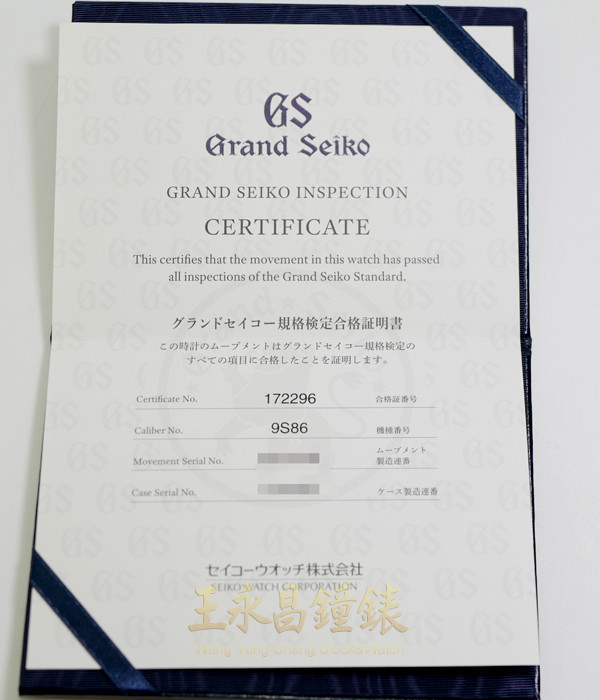 GS
Grand Seiko
GRAND SEIKO INSPECTION
CERTIFICATE
This certifies that the movement in this watch has passed
all inspections of the Grand Seiko Standard.
グランドセイコー規格検定合格証明書
この時計のムーブメントはグランドセイコー規格検定の
すべての項目に合格したことを証明します。
Certificate No. 172296 合格証番号
Caliber No. 9S86 機種番号
Movement Serial No. ムーブメント
製造連番
Case Serial No. ケース製造連番
セイコーウオッチ株式会社
SEIKO WATCH CORPORATION
王永昌鐘錶
Wang Yung-Chang Clock&Watch